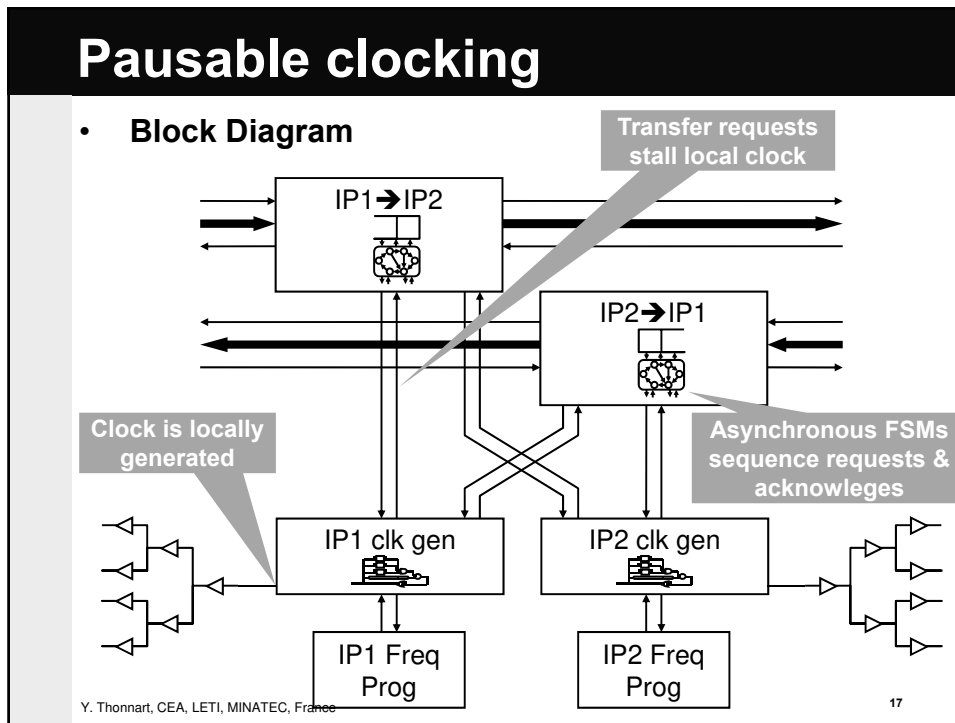 Pausable clocking
• Block Diagram
Transfer requests
stall local clock
IP1➔IP2
IP2➔IP1
Clock is locally
generated
Asynchronous FSMs
sequence requests &
acknowleges
IP1 clk gen
IP2 clk gen
IP1 Freq
Prog
IP2 Freq
Prog
Y. Thonnart, CEA, LETI, MINATEC, France
17